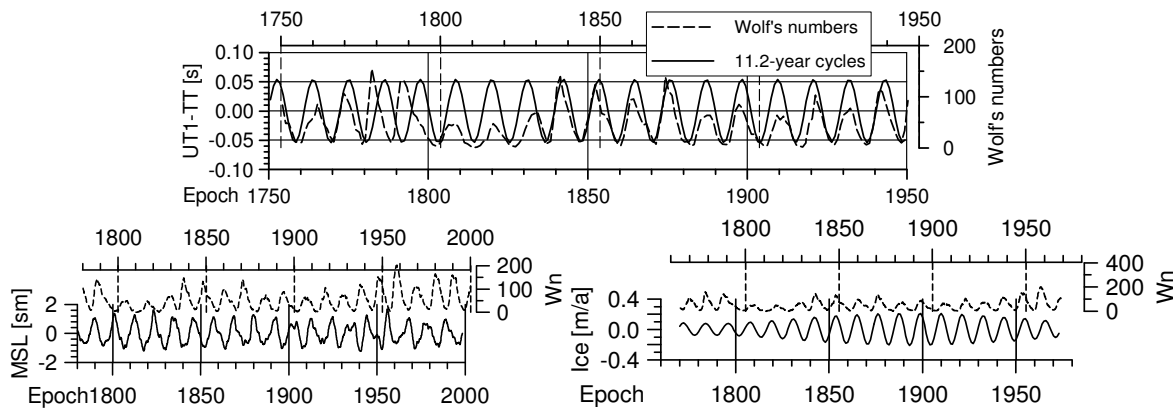 1750 1800 1850 1950
Wolf's numbers
11.2-year cycles
UT1-TT [s]
0.10
0.05
0.00
-0.05
-0.10
200
100
0
Wolf's numbers
Epoch
1750 1800 1850 1900 1950
1800 1850 1900 1950 2000
200
100
0
Wn
MSL [sm]
2
0
-2
Epoch 1800 1850 1900 1950 2000
1800 1850 1900 1950
400
200
0
Wn
Ice [m/a]
0.4
0.0
-0.4
Epoch 1800 1850 1900 1950